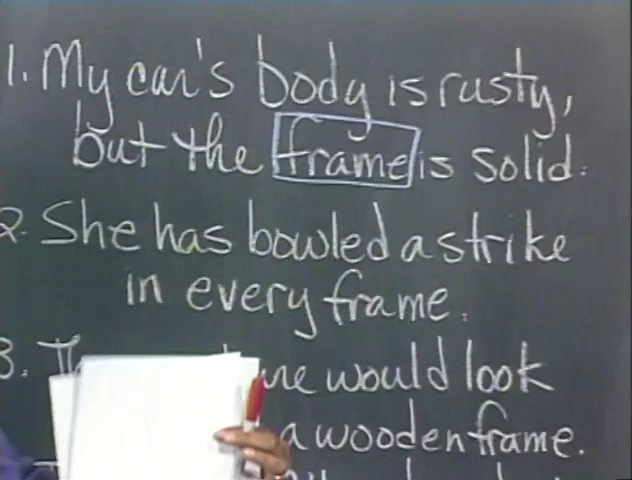 1. My car's body is rusty,
but the frame is solid.
2. She has bowled a strike
in every frame.
3. would look
a wooden frame.